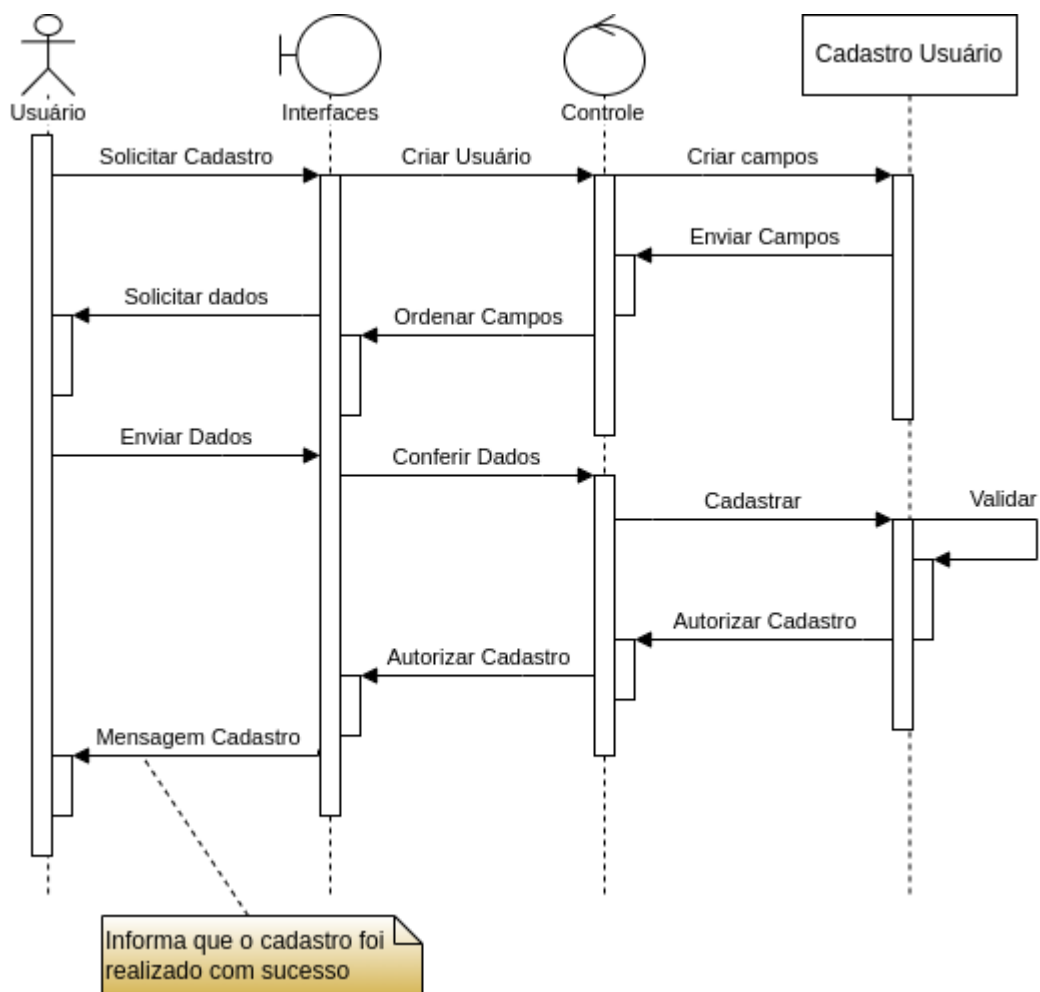 Cadastro Usuário
Usuário
Interfaces
Controle
Solicitar Cadastro
Criar Usuário
Criar campos
Enviar Campos
Solicitar dados
Ordenar Campos
Enviar Dados
Conferir Dados
Cadastrar
Validar
Autorizar Cadastro
Autorizar Cadastro
Mensagem Cadastro
Informa que o cadastro foi
realizado com sucesso